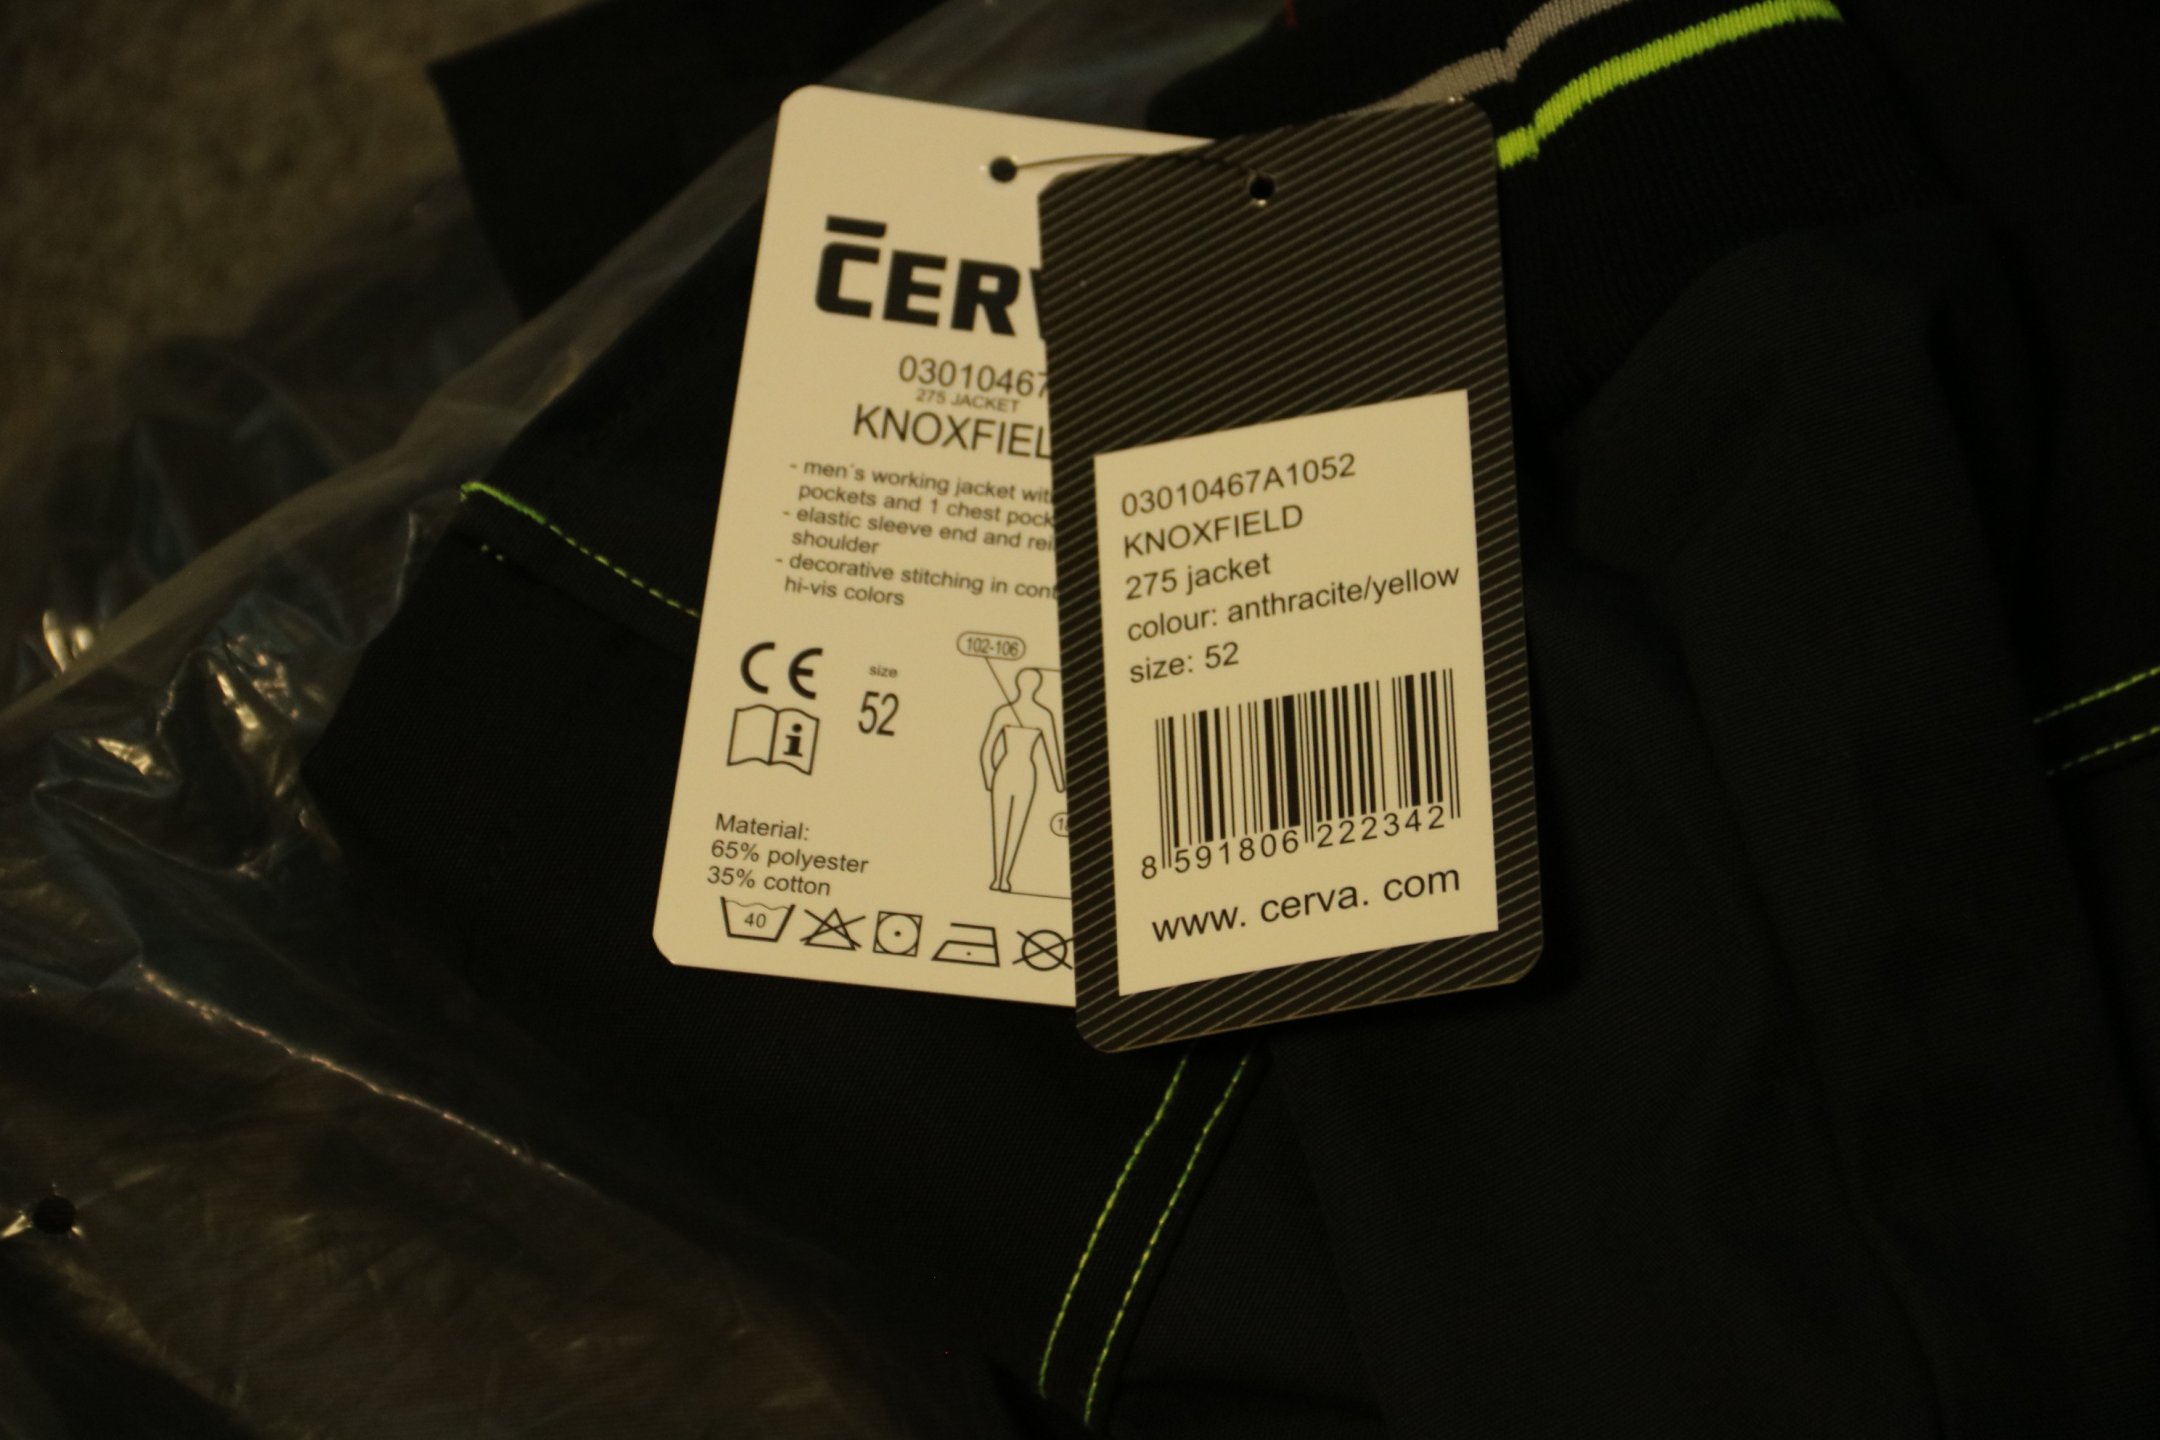 ČERV
03010467
275 JACKET
KNOXFIEL
- men´s working jacket wit
pockets and 1 chest pock
- elastic sleeve end and rei
shoulder
- decorative stitching in cont
hi-vis colors
CE
size
52
102-106
i
Material:
65% polyester
35% cotton
40
03010467A1052
KNOXFIELD
275 jacket
colour: anthracite/yellow
size: 52
8 591806 222342
www. cerva. com